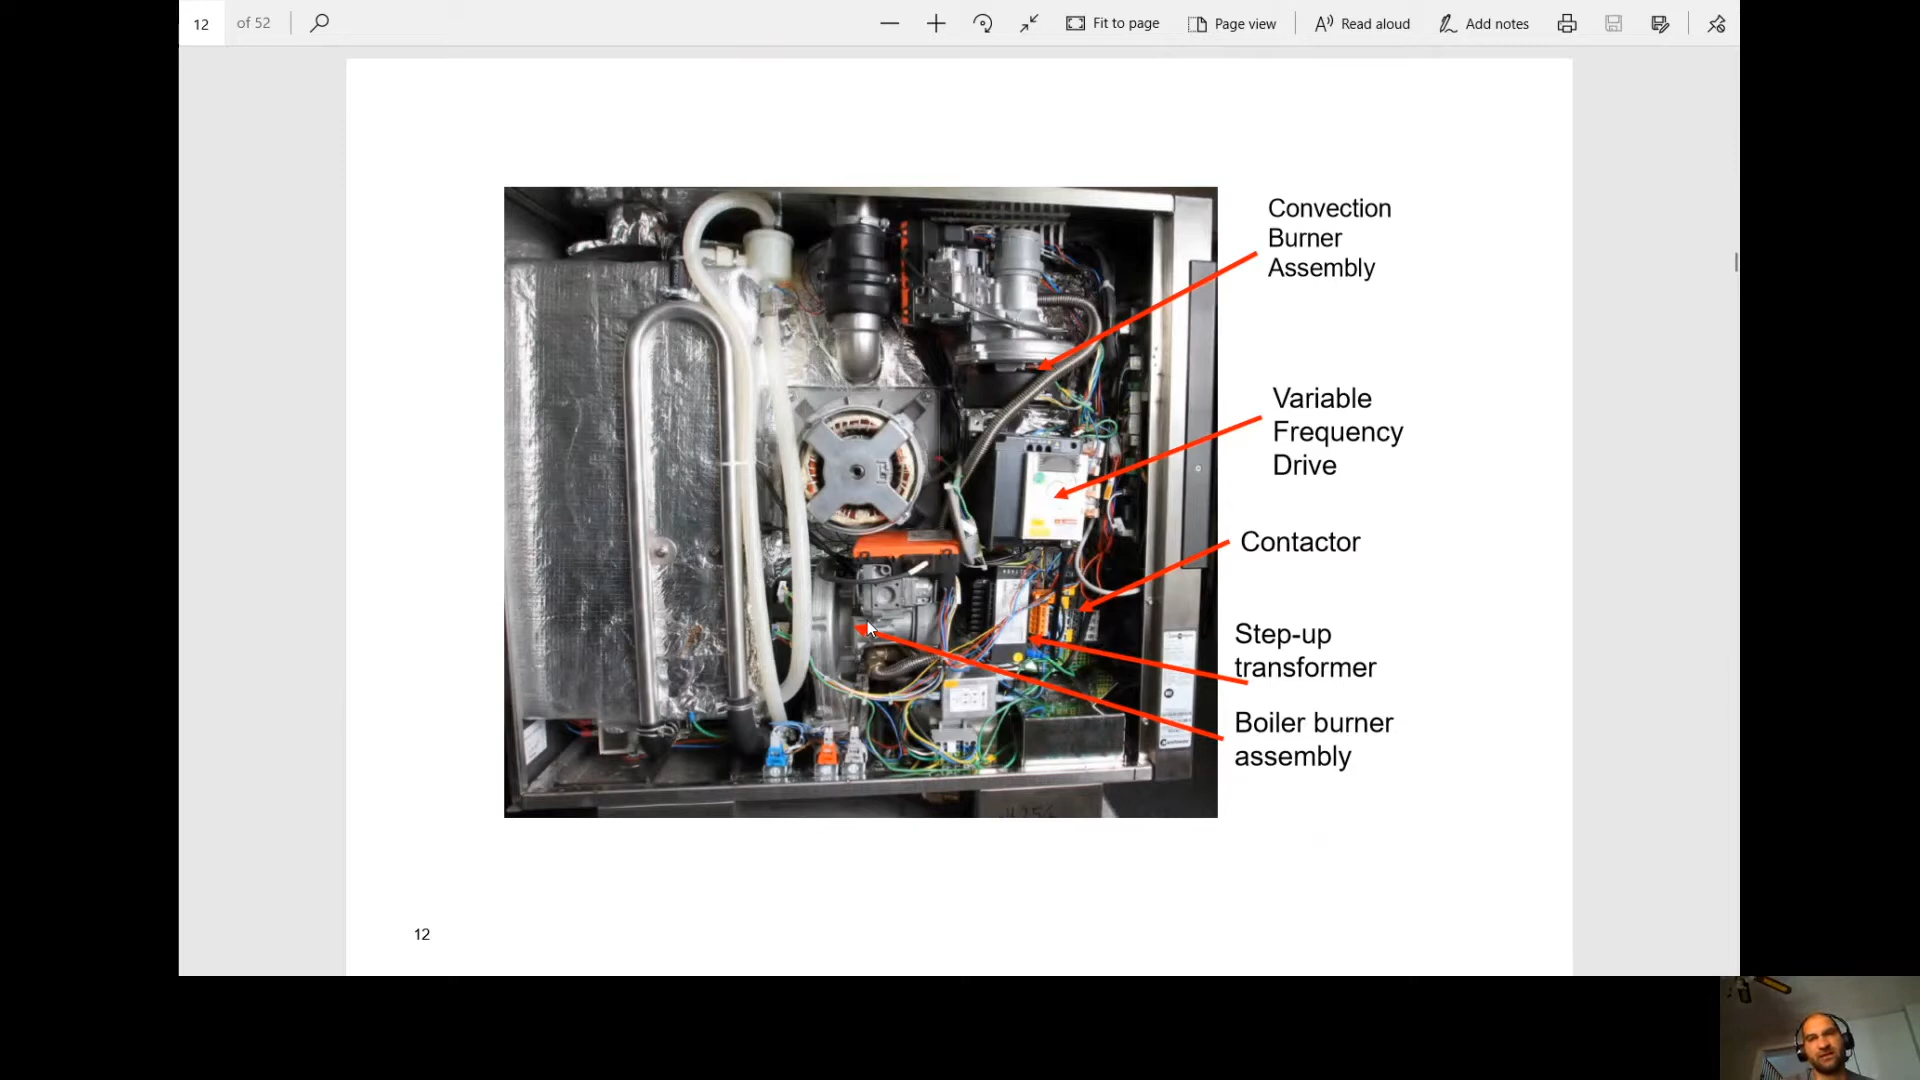 12 of 52 Fit to page Page view Read aloud Add notes
Convection
Burner
Assembly
Variable
Frequency
Drive
Contactor
Step-up
transformer
Boiler burner
assembly
12